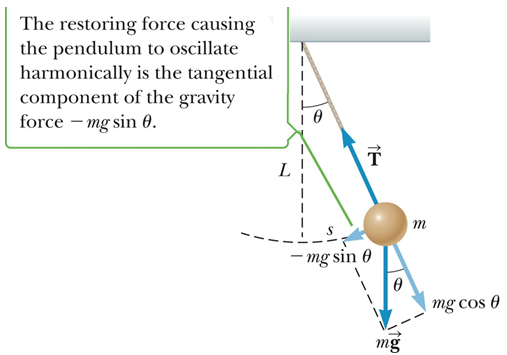 The restoring force causing
the pendulum to oscillate
harmonically is the tangential
component of the gravity
force – mg sin θ.
θ
T⃗
L
s
m
– mg sin θ
θ
mg cos θ
mg⃗